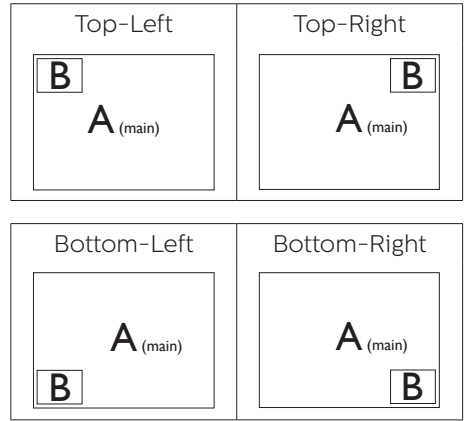 Top-Left
Top-Right
B
A (main)
B
A (main)
Bottom-Left
Bottom-Right
A (main)
B
A (main)
B